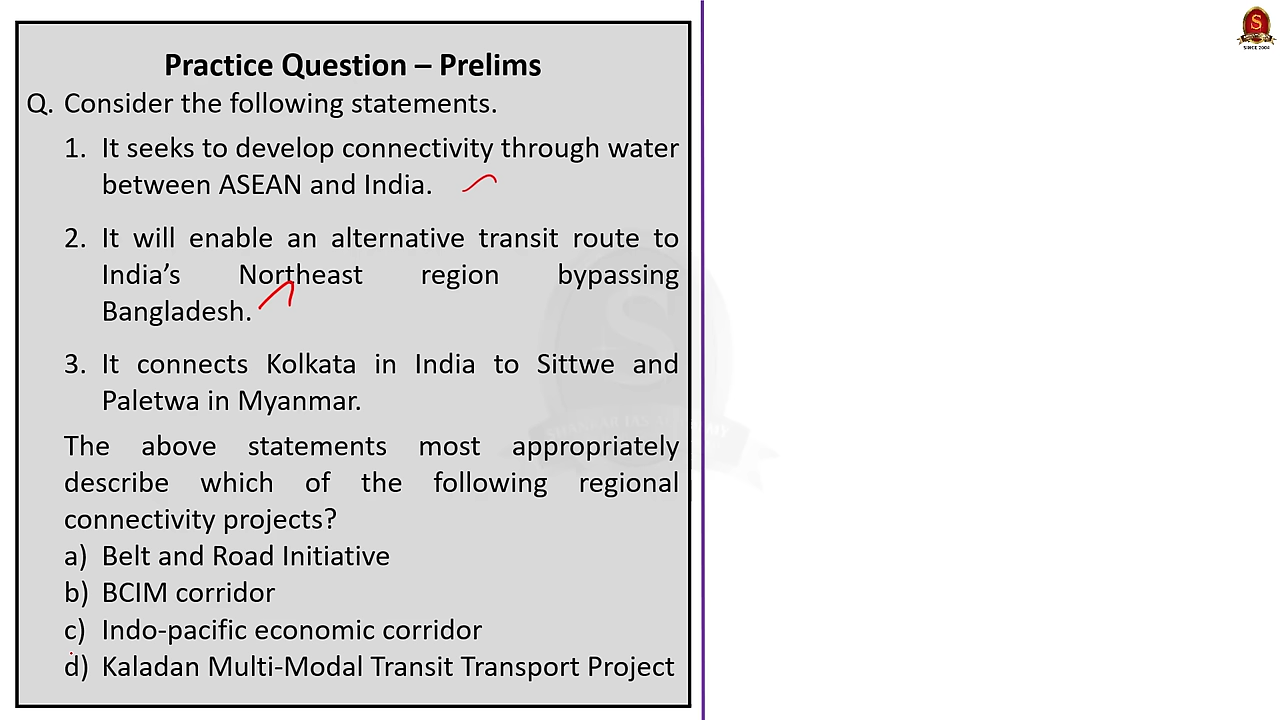 Practice Question – Prelims
Q. Consider the following statements.
1. It seeks to develop connectivity through water
between ASEAN and India.
2. It will enable an alternative transit route to
India’s Northeast region bypassing
Bangladesh.
3. It connects Kolkata in India to Sittwe and
Paletwa in Myanmar.
The above statements most appropriately
describe which of the following regional
connectivity projects?
a) Belt and Road Initiative
b) BCIM corridor
c) Indo-pacific economic corridor
d) Kaladan Multi-Modal Transit Transport Project
S
SINCE 2004